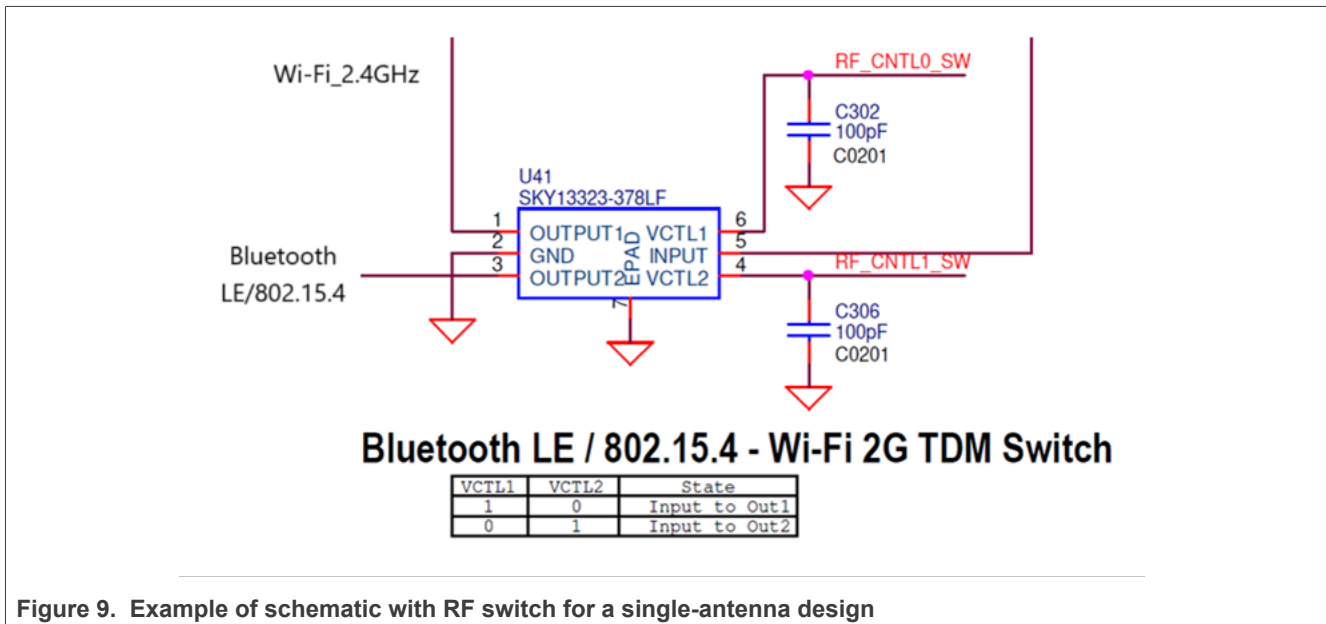 Wi-Fi_2.4GHz
RF_CNTL0_SW
C302
100pF
C0201
U41
SKY13323-378LF
1 OUTPUT1 VCTL1 6
2 GND EPAD INPUT 5
3 OUTPUT2 VCTL2 4
7
Bluetooth
LE/802.15.4
RF_CNTL1_SW
C306
100pF
C0201
Bluetooth LE / 802.15.4 - Wi-Fi 2G TDM Switch
VCTL1 VCTL2 State
1 0 Input to Out1
0 1 Input to Out2
Figure 9. Example of schematic with RF switch for a single-antenna design